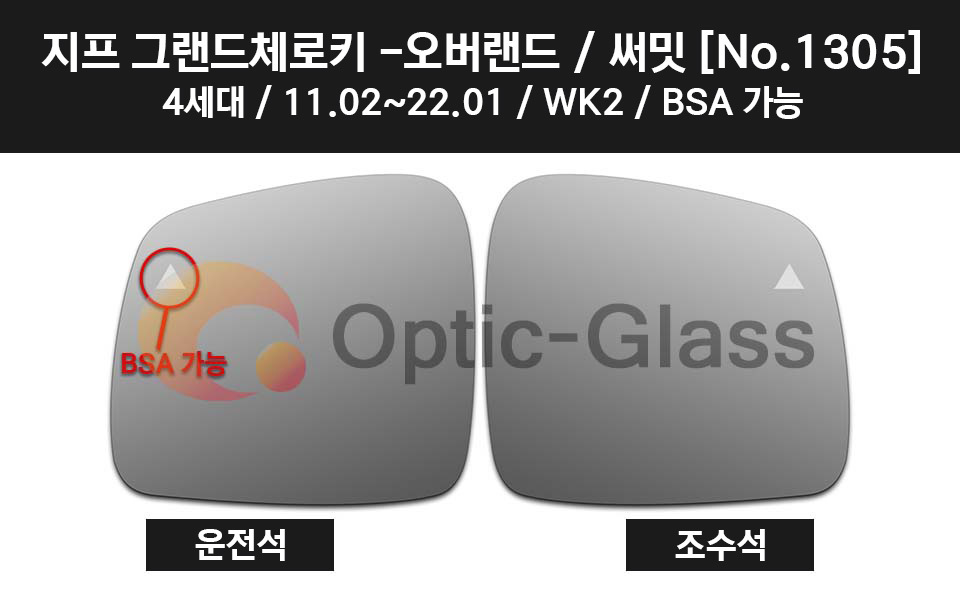 지프 그랜드체로키 -오버랜드 / 써밋 [No.1305]
4세대 / 11.02~22.01 / WK2 / BSA 가능
Optic-Glass
BSA 가능
운전석
조수석